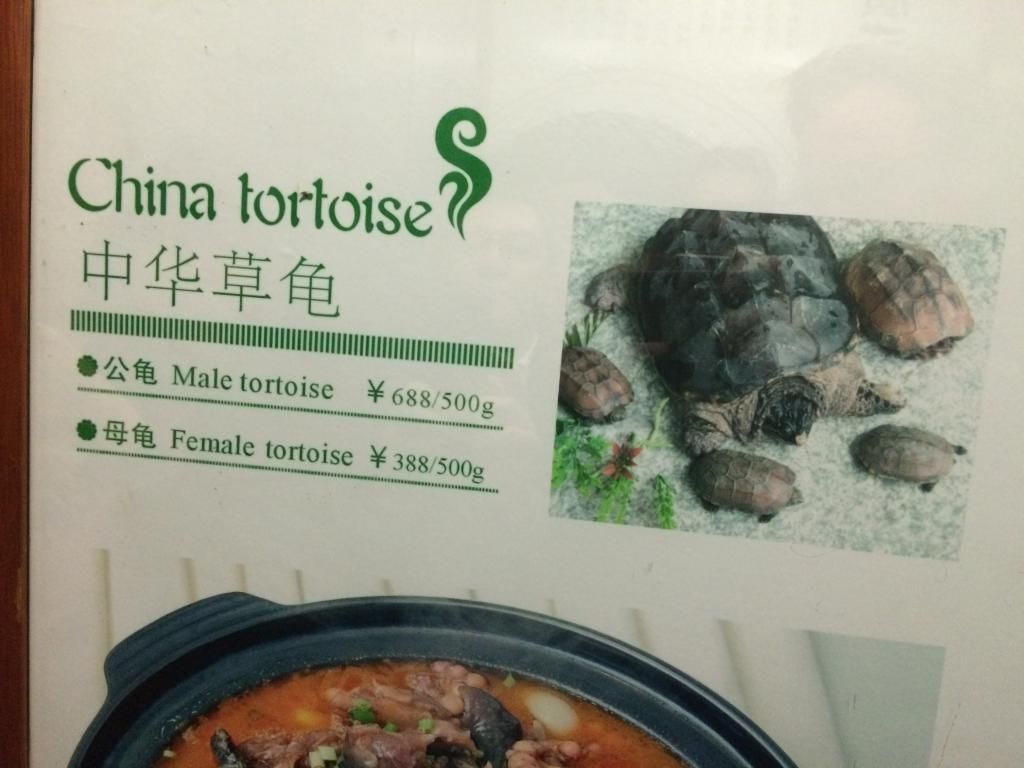 China tortoise
中华草龟
公龟 Male tortoise ￥688/500g
母龟 Female tortoise ￥388/500g